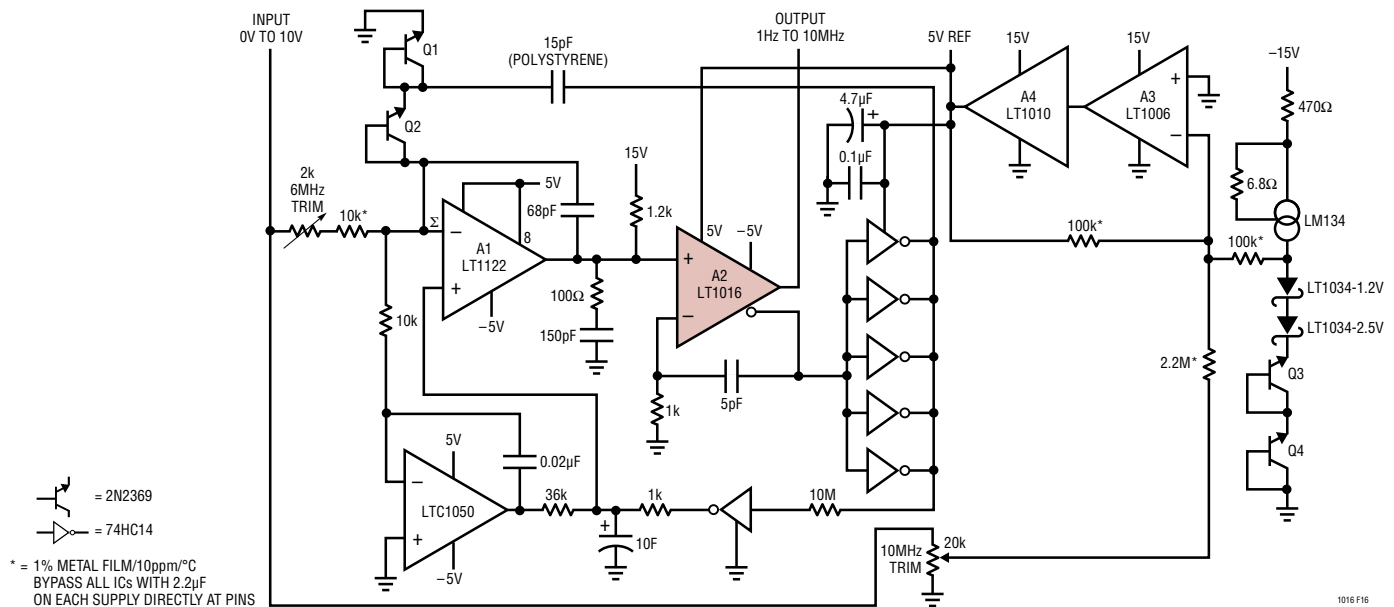 INPUT
0V TO 10V
Q1
15pF
(POLYSTYRENE)
OUTPUT
1Hz TO 10MHz
5V REF
15V
A4
LT1010
15V
A3
LT1006
+
−
−15V
470Ω
6.8Ω
LM134
Q2
4.7µF
+
0.1µF
2k
6MHz
TRIM
10k*
Σ
−
+
5V
8
A1
LT1122
−5V
68pF
15V
1.2k
100Ω
150pF
+
−
5V
−5V
A2
LT1016
5pF
1k
100k*
100k*
LT1034-1.2V
LT1034-2.5V
2.2M*
Q3
Q4
10k
5V
−
+
LTC1050
−5V
0.02µF
36k
+
10F
1k
10M
10MHz
TRIM
20k
= 2N2369
= 74HC14
* = 1% METAL FILM/10ppm/°C
BYPASS ALL ICs WITH 2.2µF
ON EACH SUPPLY DIRECTLY AT PINS
1016 F16